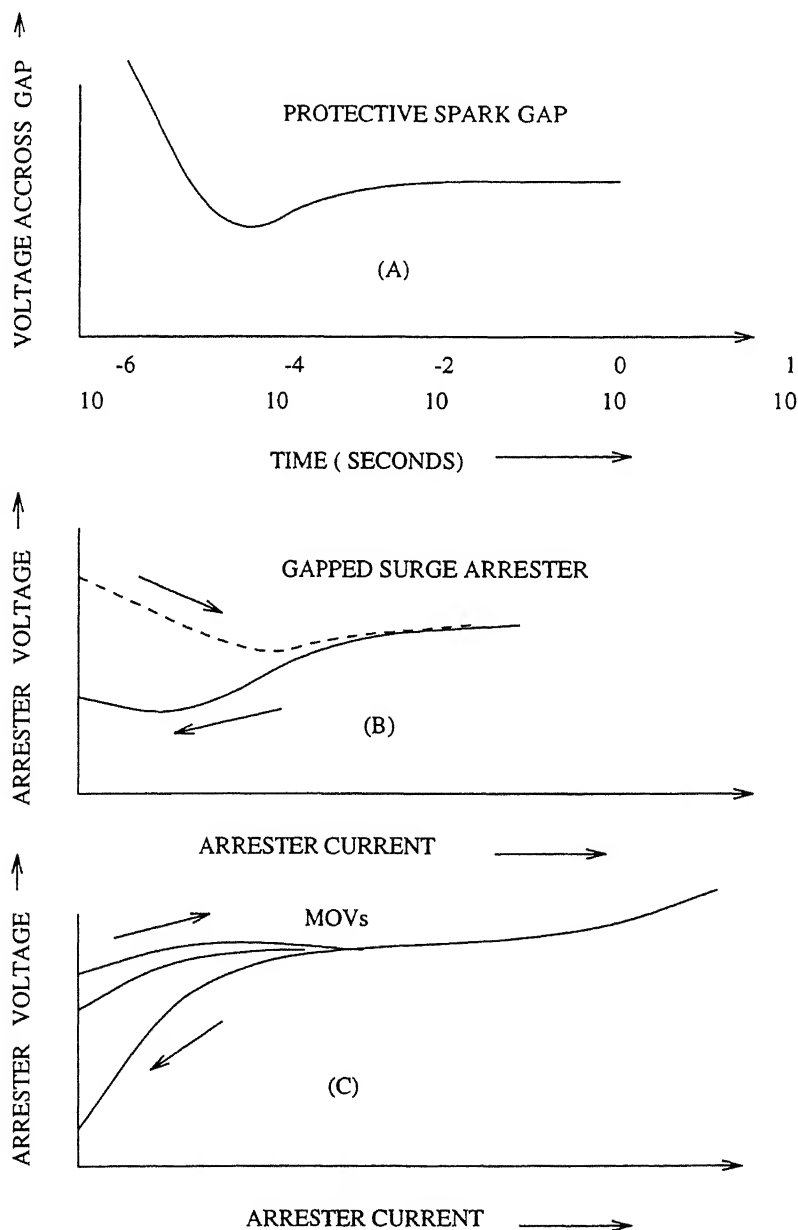 VOLTAGE ACCROSS GAP
PROTECTIVE SPARK GAP
(A)
-6 -4 -2 0 1
10 10 10 10 10
TIME ( SECONDS)
ARRESTER VOLTAGE
GAPPED SURGE ARRESTER
(B)
ARRESTER CURRENT
ARRESTER VOLTAGE
MOVs
(C)
ARRESTER CURRENT